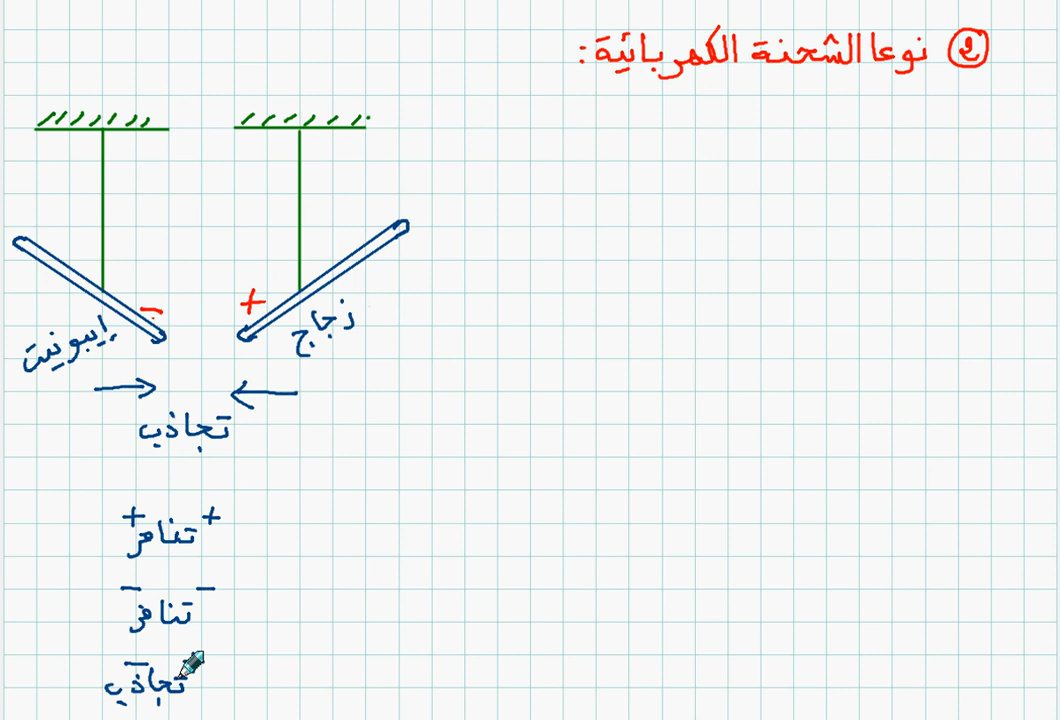 ② نوعا الشحنة الكهربائية:
+ -
زجاج
إيبونيت
→ ←
تجاذب
+ تنافر +
- تنافر -
تجاذب -